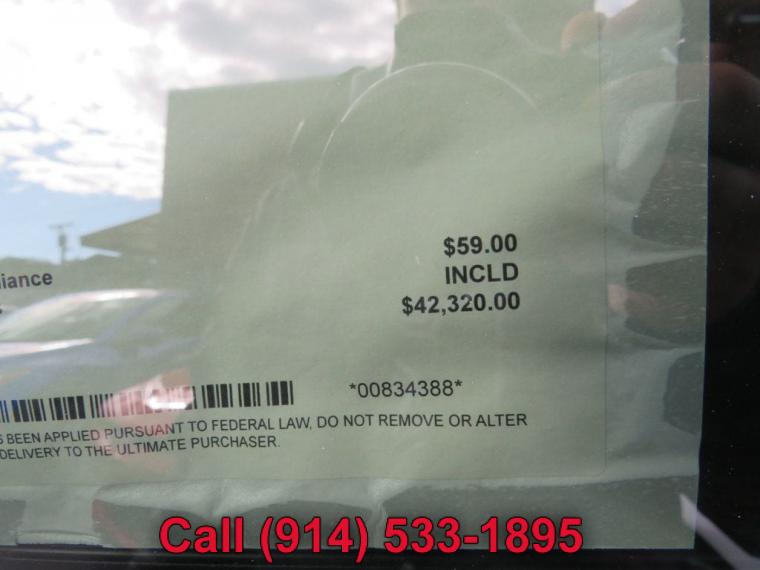 $59.00
iance INCLD
$42,320.00
*00834388*
BEEN APPLIED PURSUANT TO FEDERAL LAW, DO NOT REMOVE OR ALTER
DELIVERY TO THE ULTIMATE PURCHASER.
Call (914) 533-1895